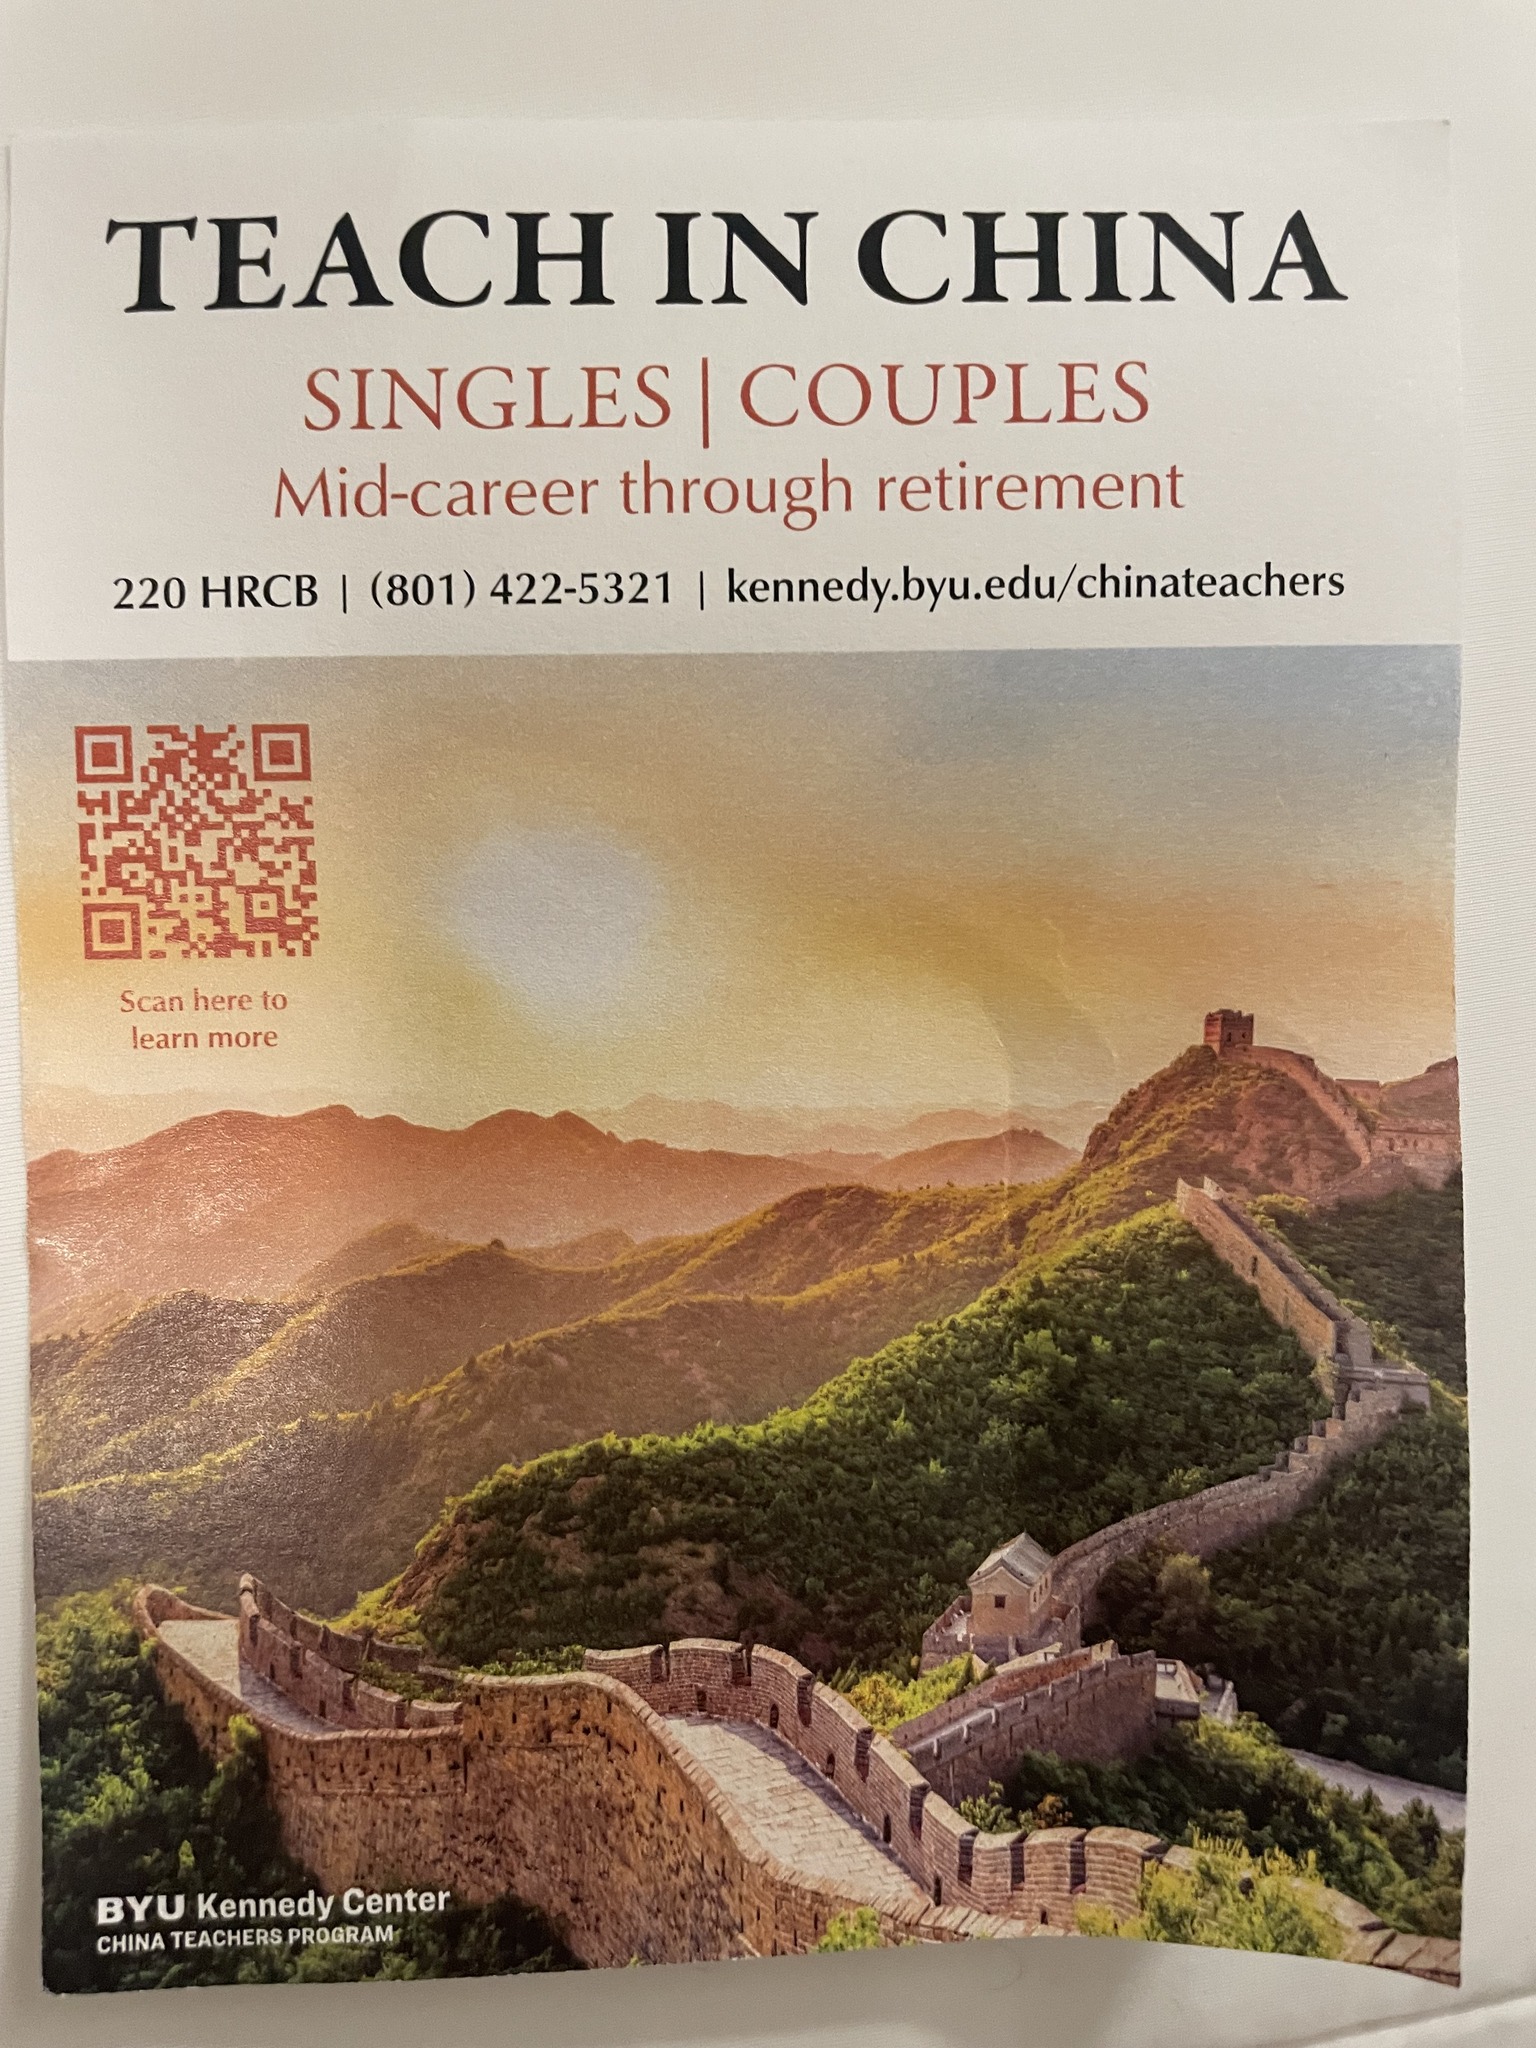 TEACH IN CHINA
SINGLES | COUPLES
Mid-career through retirement
220 HRCB | (801) 422-5321 | kennedy.byu.edu/chinateachers
Scan here to
learn more
BYU Kennedy Center
CHINA TEACHERS PROGRAM